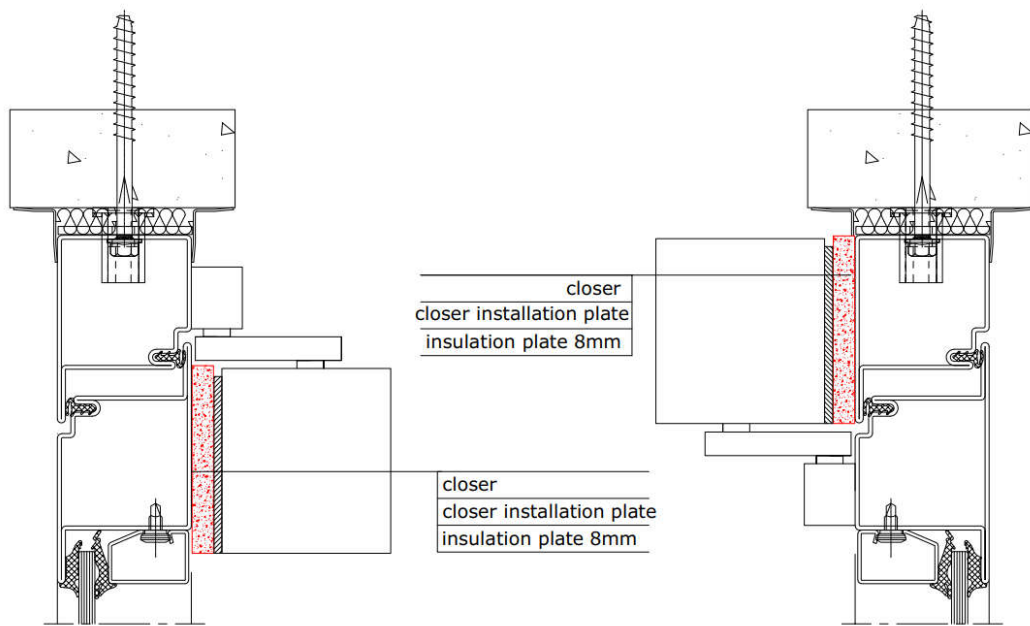 closer
closer installation plate
insulation plate 8mm
closer
closer installation plate
insulation plate 8mm